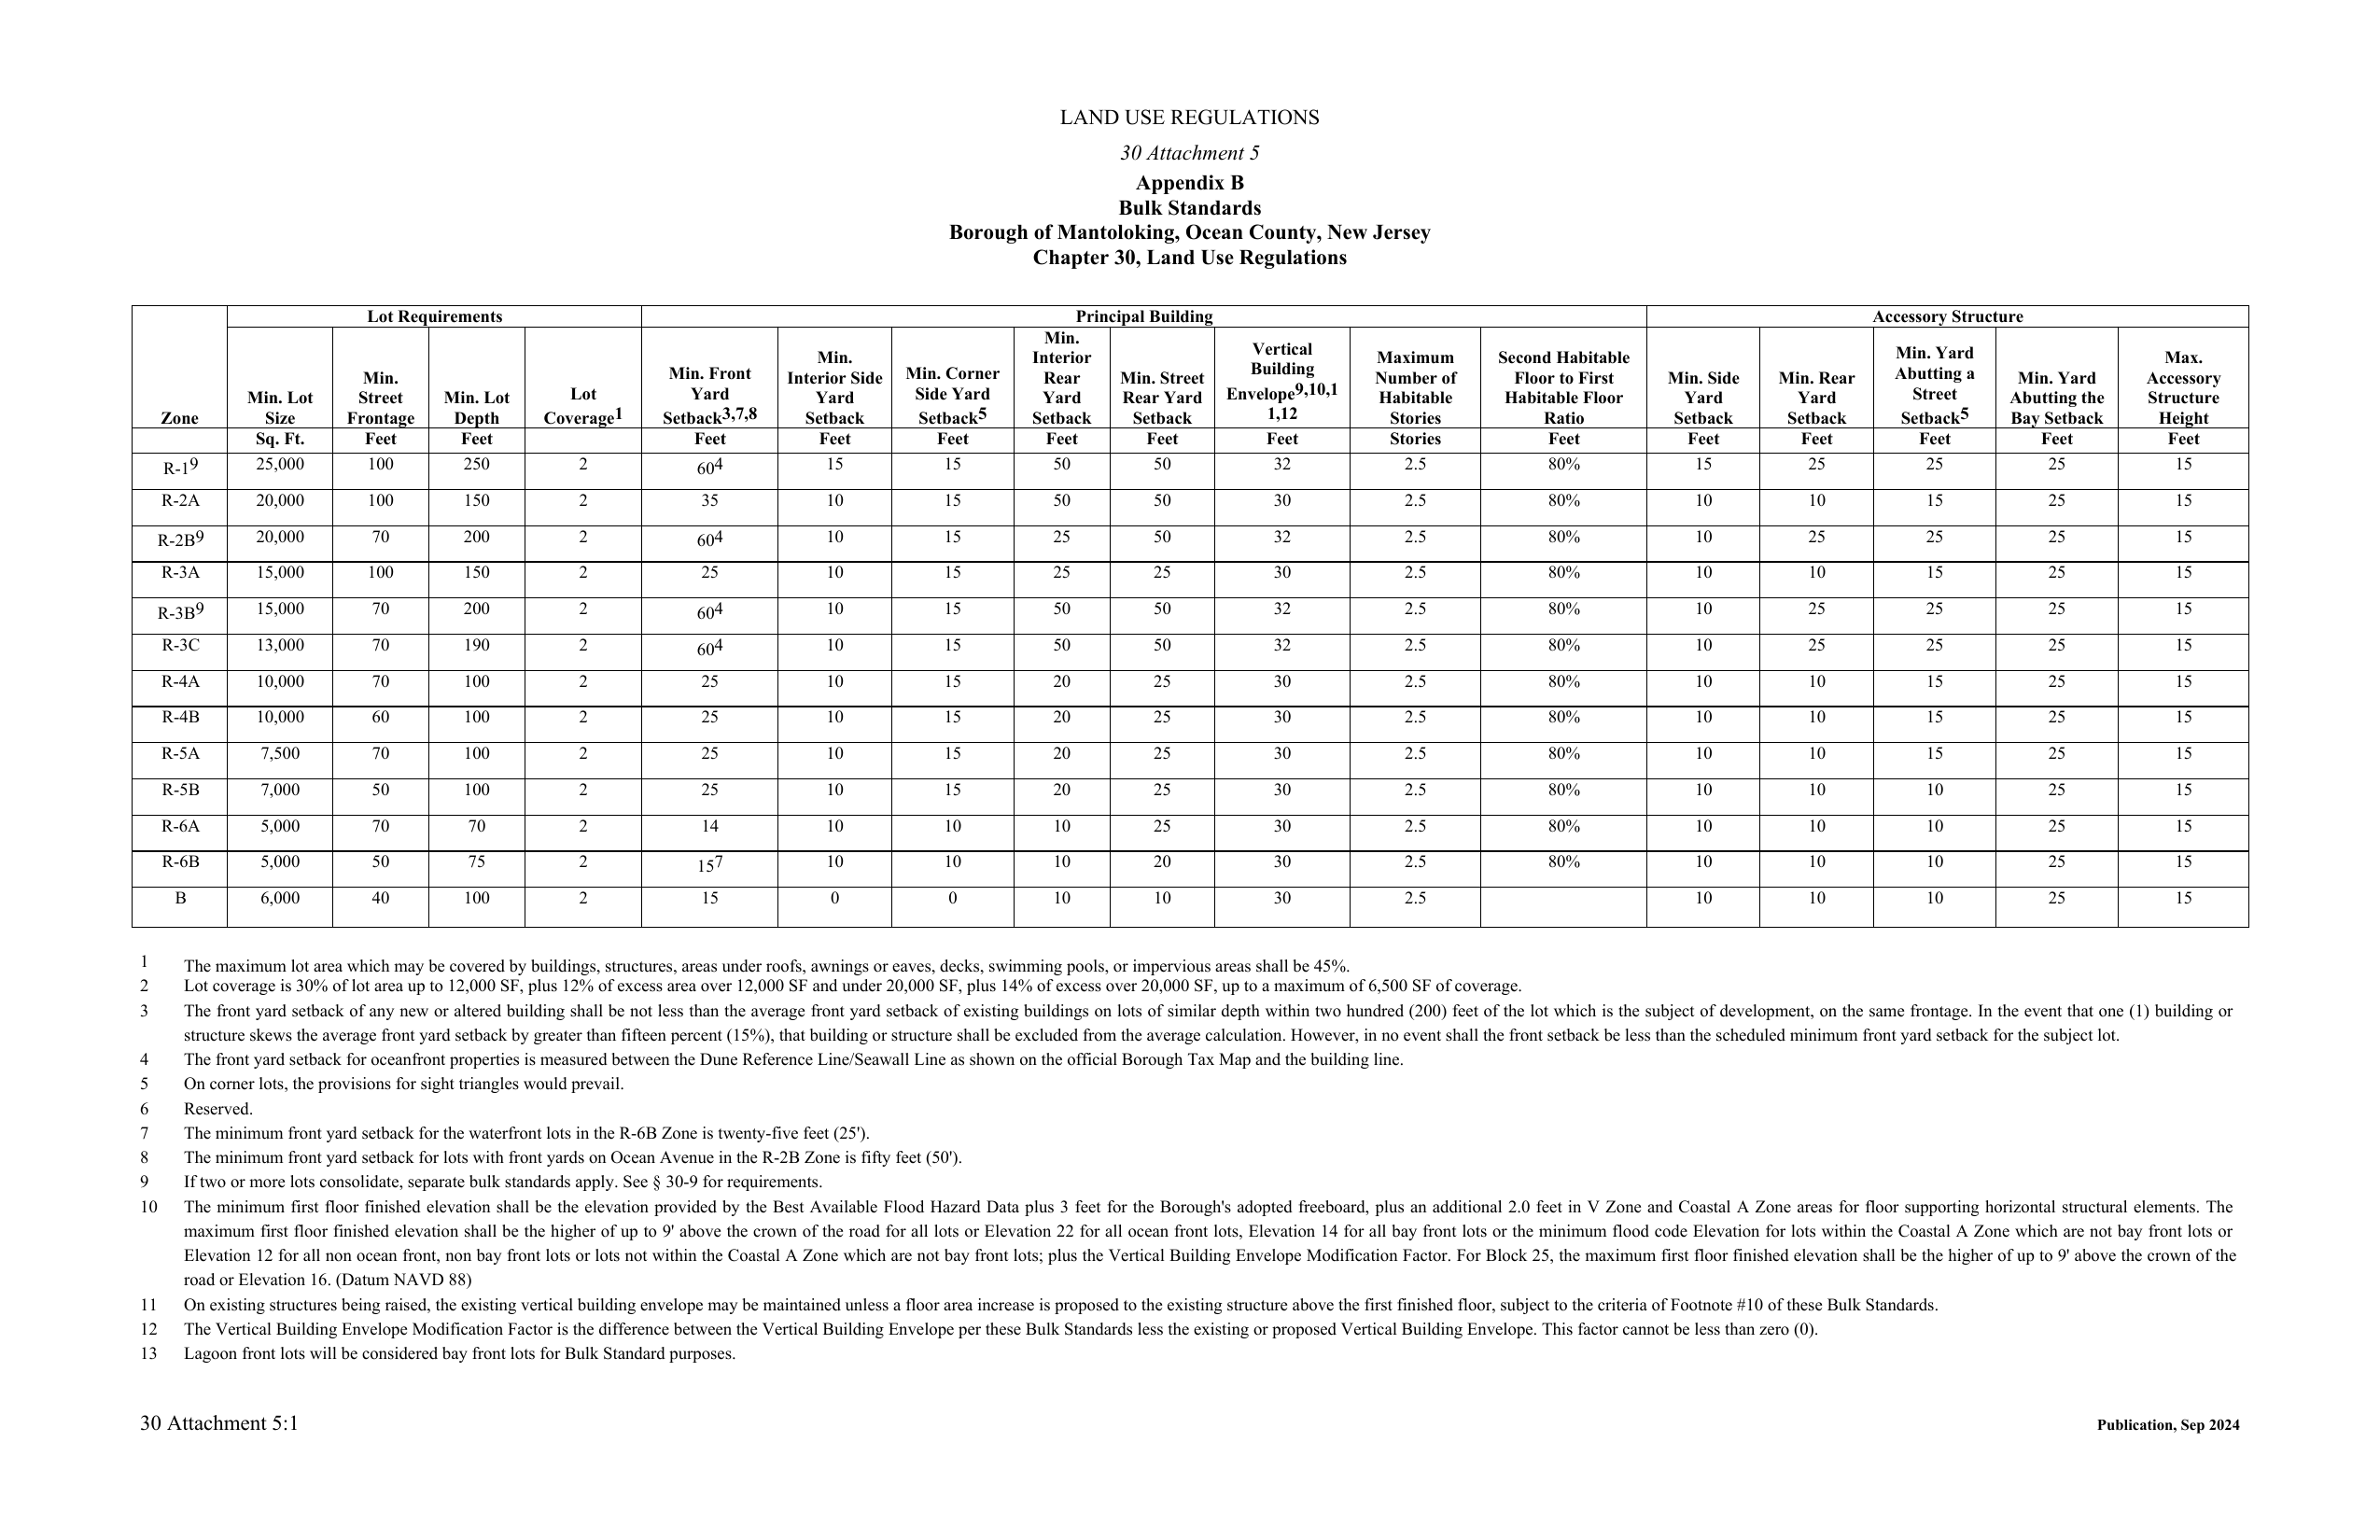 LAND USE REGULATIONS
30 Attachment 5
Appendix B
Bulk Standards
Borough of Mantoloking, Ocean County, New Jersey
Chapter 30, Land Use Regulations
Lot Requirements Principal Building Accessory Structure
Zone Min. Lot Size Min. Street Frontage Min. Lot Depth Lot Coverage1 Min. Front Yard Setback3,7,8 Min. Interior Side Yard Setback Min. Corner Side Yard Setback5 Min. Interior Rear Yard Setback Min. Street Rear Yard Setback Vertical Building Envelope9,10,11,12 Maximum Number of Habitable Stories Second Habitable Floor to First Habitable Floor Ratio Min. Side Yard Setback Min. Rear Yard Setback Min. Yard Abutting a Street Setback5 Min. Yard Abutting the Bay Setback Max. Accessory Structure Height
Sq. Ft. Feet Feet Feet Feet Feet Feet Feet Feet Stories Feet Feet Feet Feet Feet Feet
R-19 25,000 100 250 2 604 15 15 50 50 32 2.5 80% 15 25 25 25 15
R-2A 20,000 100 150 2 35 10 15 50 50 30 2.5 80% 10 10 15 25 15
R-2B9 20,000 70 200 2 604 10 15 25 50 32 2.5 80% 10 25 25 25 15
R-3A 15,000 100 150 2 25 10 15 25 25 30 2.5 80% 10 10 15 25 15
R-3B9 15,000 70 200 2 604 10 15 50 50 32 2.5 80% 10 25 25 25 15
R-3C 13,000 70 190 2 604 10 15 50 50 32 2.5 80% 10 25 25 25 15
R-4A 10,000 70 100 2 25 10 15 20 25 30 2.5 80% 10 10 15 25 15
R-4B 10,000 60 100 2 25 10 15 20 25 30 2.5 80% 10 10 15 25 15
R-5A 7,500 70 100 2 25 10 15 20 25 30 2.5 80% 10 10 15 25 15
R-5B 7,000 50 100 2 25 10 15 20 25 30 2.5 80% 10 10 10 25 15
R-6A 5,000 70 70 2 14 10 10 10 25 30 2.5 80% 10 10 10 25 15
R-6B 5,000 50 75 2 157 10 10 10 20 30 2.5 80% 10 10 10 25 15
B 6,000 40 100 2 15 0 0 10 10 30 2.5 10 10 10 25 15
1 The maximum lot area which may be covered by buildings, structures, areas under roofs, awnings or eaves, decks, swimming pools, or impervious areas shall be 45%.
2 Lot coverage is 30% of lot area up to 12,000 SF, plus 12% of excess area over 12,000 SF and under 20,000 SF, plus 14% of excess over 20,000 SF, up to a maximum of 6,500 SF of coverage.
3 The front yard setback of any new or altered building shall be not less than the average front yard setback of existing buildings on lots of similar depth within two hundred (200) feet of the lot which is the subject of development, on the same frontage. In the event that one (1) building or
structure skews the average front yard setback by greater than fifteen percent (15%), that building or structure shall be excluded from the average calculation. However, in no event shall the front setback be less than the scheduled minimum front yard setback for the subject lot.
4 The front yard setback for oceanfront properties is measured between the Dune Reference Line/Seawall Line as shown on the official Borough Tax Map and the building line.
5 On corner lots, the provisions for sight triangles would prevail.
6 Reserved.
7 The minimum front yard setback for the waterfront lots in the R-6B Zone is twenty-five feet (25').
8 The minimum front yard setback for lots with front yards on Ocean Avenue in the R-2B Zone is fifty feet (50').
9 If two or more lots consolidate, separate bulk standards apply. See § 30-9 for requirements.
10 The minimum first floor finished elevation shall be the elevation provided by the Best Available Flood Hazard Data plus 3 feet for the Borough's adopted freeboard, plus an additional 2.0 feet in V Zone and Coastal A Zone areas for floor supporting horizontal structural elements. The
maximum first floor finished elevation shall be the higher of up to 9' above the crown of the road for all lots or Elevation 22 for all ocean front lots, Elevation 14 for all bay front lots or the minimum flood code Elevation for lots within the Coastal A Zone which are not bay front lots or
Elevation 12 for all non ocean front, non bay front lots or lots not within the Coastal A Zone which are not bay front lots; plus the Vertical Building Envelope Modification Factor. For Block 25, the maximum first floor finished elevation shall be the higher of up to 9' above the crown of the
road or Elevation 16. (Datum NAVD 88)
11 On existing structures being raised, the existing vertical building envelope may be maintained unless a floor area increase is proposed to the existing structure above the first finished floor, subject to the criteria of Footnote #10 of these Bulk Standards.
12 The Vertical Building Envelope Modification Factor is the difference between the Vertical Building Envelope per these Bulk Standards less the existing or proposed Vertical Building Envelope. This factor cannot be less than zero (0).
13 Lagoon front lots will be considered bay front lots for Bulk Standard purposes.
30 Attachment 5:1 Publication, Sep 2024